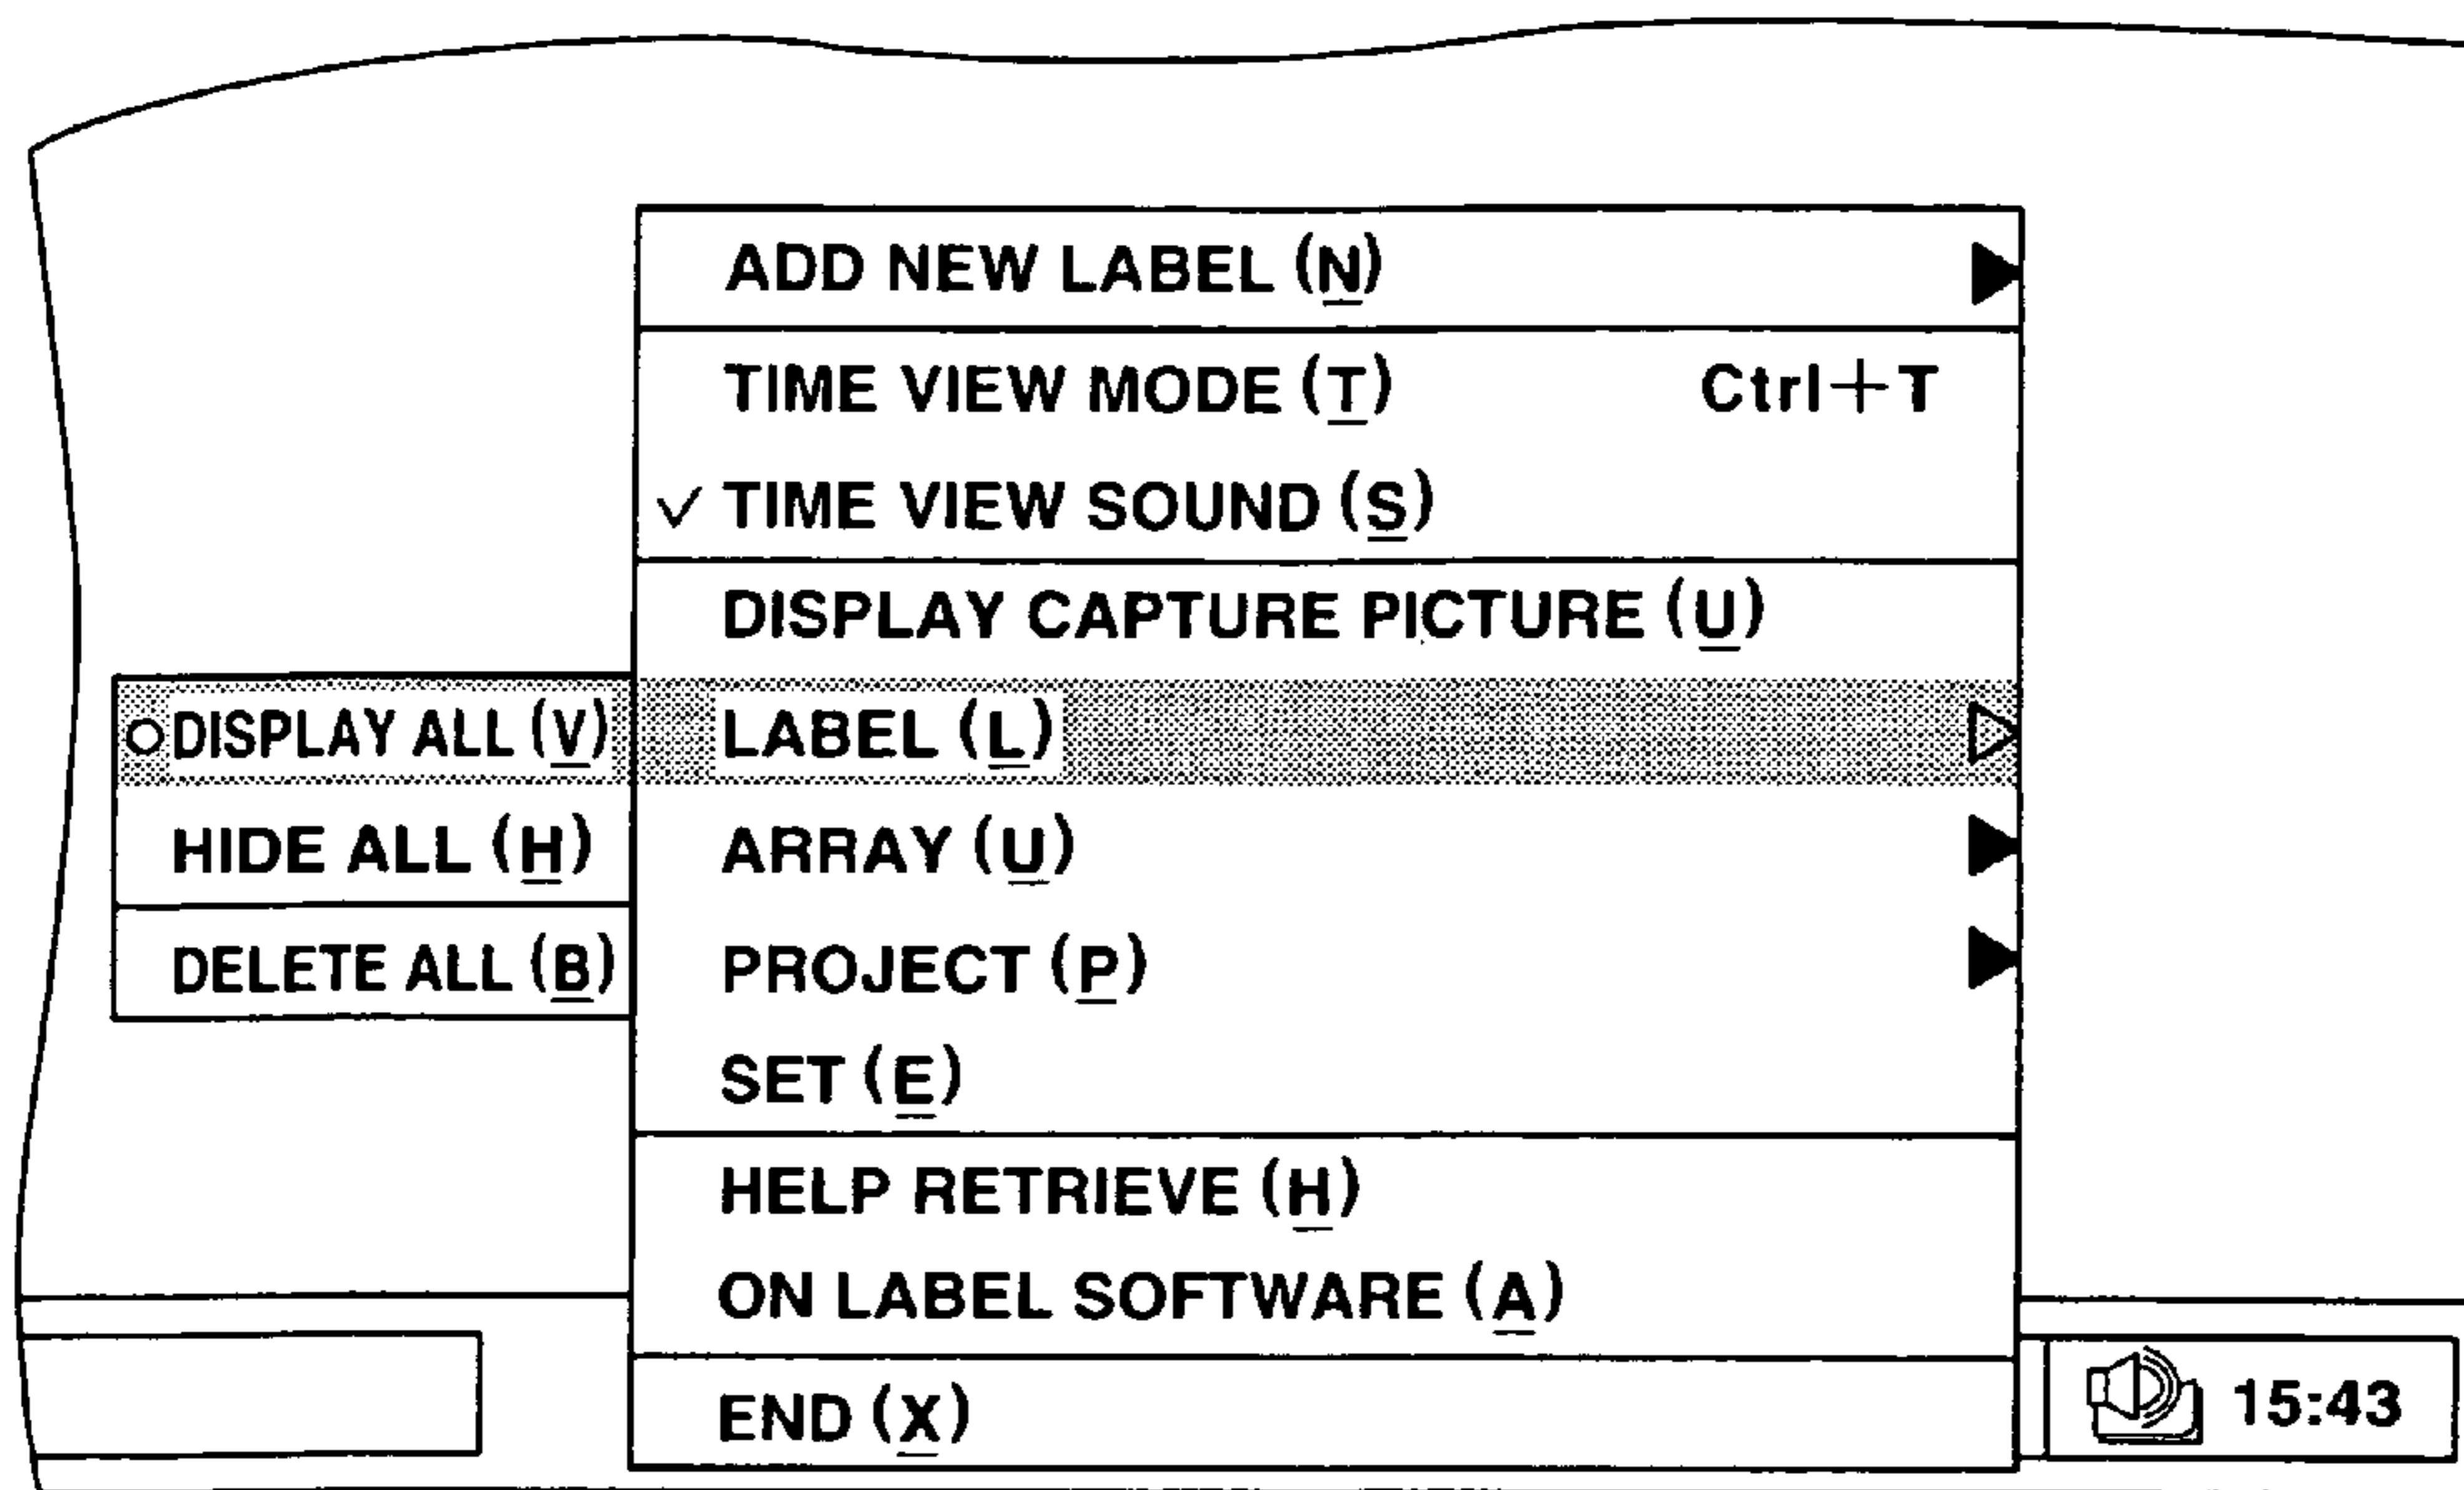 ADD NEW LABEL (N)
TIME VIEW MODE (T) Ctrl+T
✓ TIME VIEW SOUND (S)
DISPLAY CAPTURE PICTURE (U)
LABEL (L)
ARRAY (U)
PROJECT (P)
SET (E)
HELP RETRIEVE (H)
ON LABEL SOFTWARE (A)
END (X)
DISPLAY ALL (V)
HIDE ALL (H)
DELETE ALL (B)
15:43